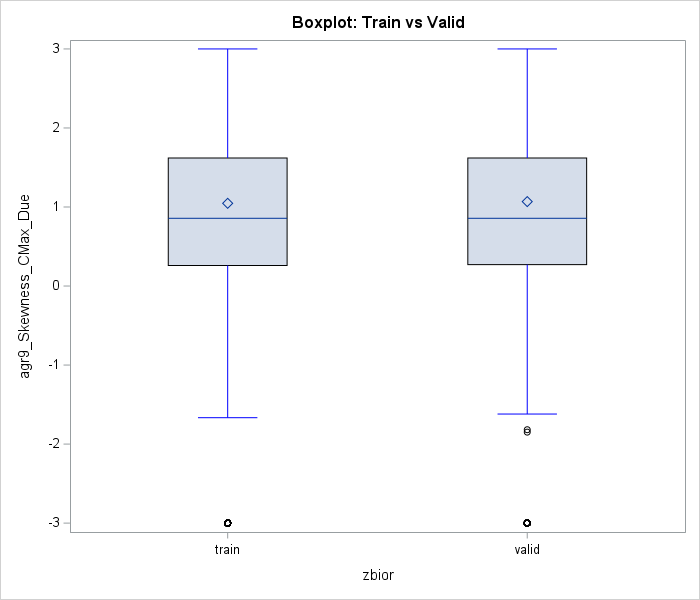 Boxplot: Train vs Valid
3
2
1
0
-1
-2
-3
agr9_Skewness_CMax_Due
train
valid
zbior